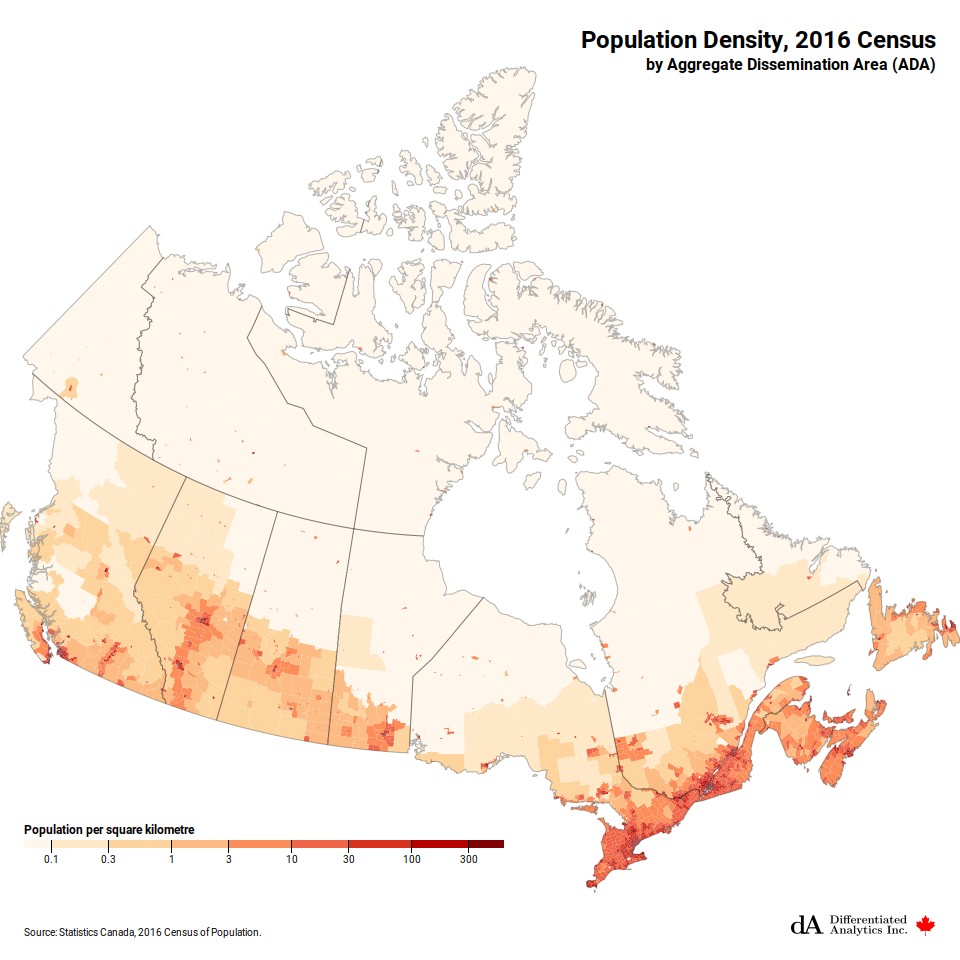 Population Density, 2016 Census
by Aggregate Dissemination Area (ADA)
Population per square kilometre
0.1 0.3 1 3 10 30 100 300
Source: Statistics Canada, 2016 Census of Population.
dA Differentiated
Analytics Inc.